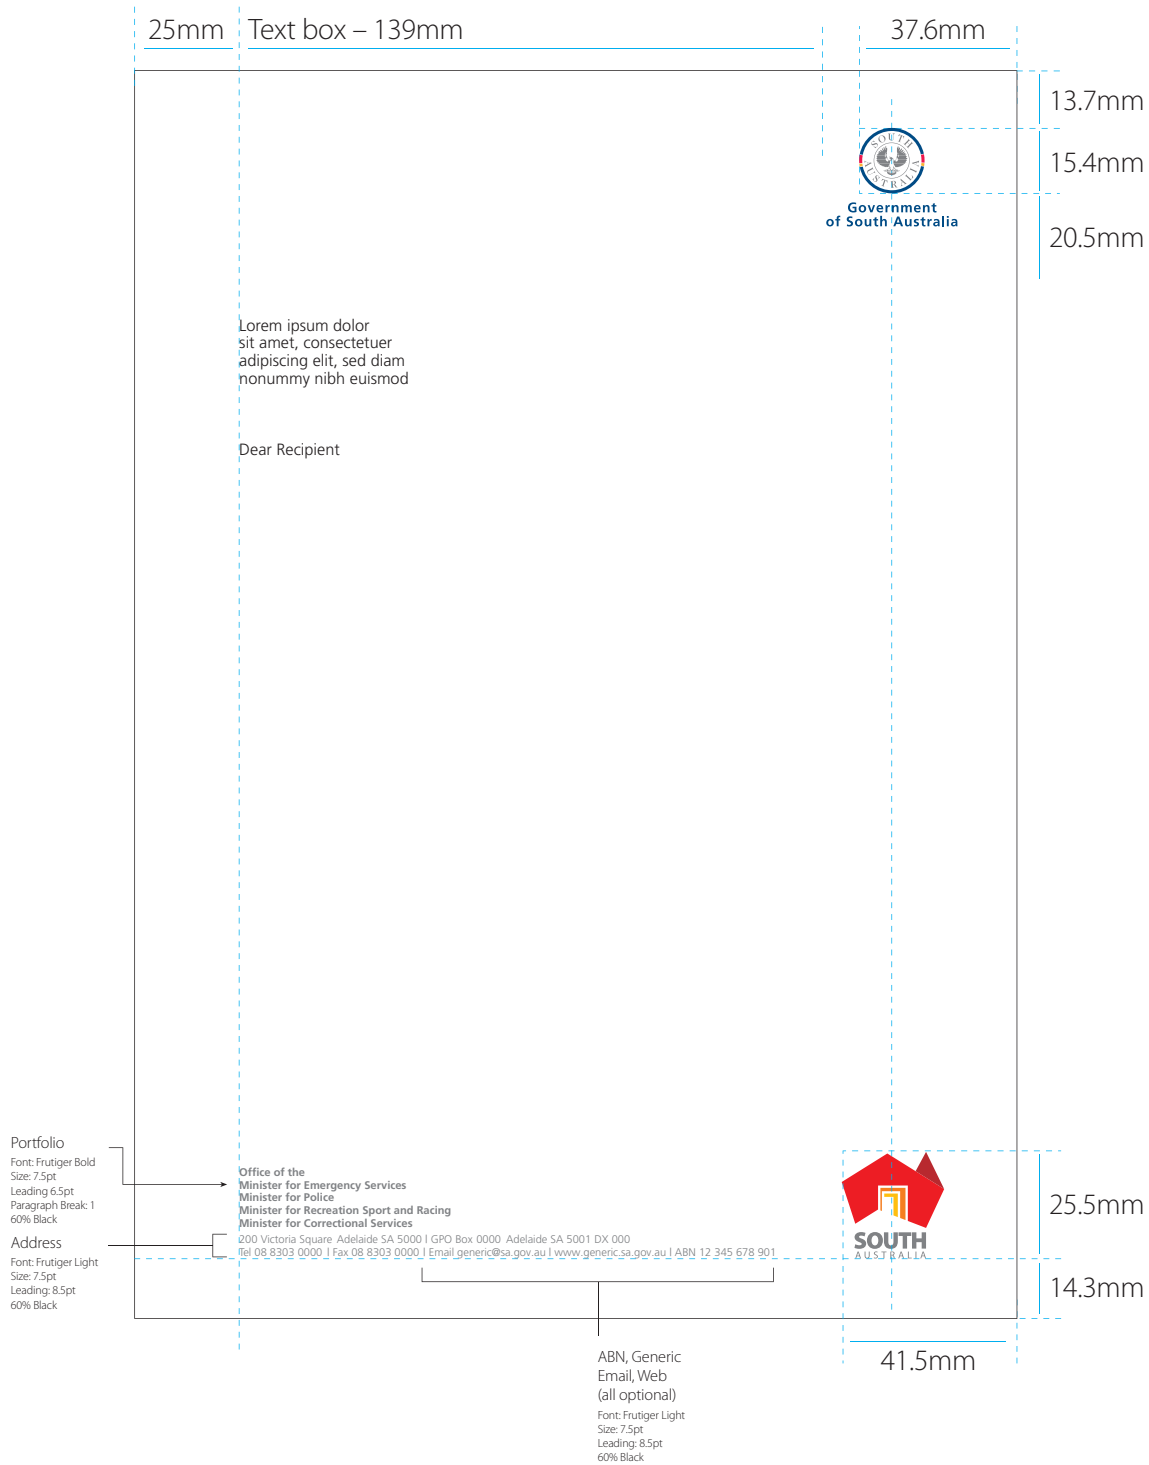 25mm
Text box – 139mm
37.6mm
13.7mm
SOUTH
AUSTRALIA
15.4mm
Government
of South Australia
20.5mm
Lorem ipsum dolor
sit amet, consectetuer
adipiscing elit, sed diam
nonummy nibh euismod
Dear Recipient
Portfolio
Font: Frutiger Bold
Size: 7.5pt
Leading 6.5pt
Paragraph Break: 1
60% Black
Address
Font: Frutiger Light
Size: 7.5pt
Leading: 8.5pt
60% Black
Office of the
Minister for Emergency Services
Minister for Police
Minister for Recreation Sport and Racing
Minister for Correctional Services
200 Victoria Square Adelaide SA 5000 | GPO Box 0000 Adelaide SA 5001 DX 000
Tel 08 8303 0000 | Fax 08 8303 0000 | Email generic@sa.gov.au | www.generic.sa.gov.au | ABN 12 345 678 901
SOUTH
AUSTRALIA
25.5mm
14.3mm
41.5mm
ABN, Generic
Email, Web
(all optional)
Font: Frutiger Light
Size: 7.5pt
Leading: 8.5pt
60% Black